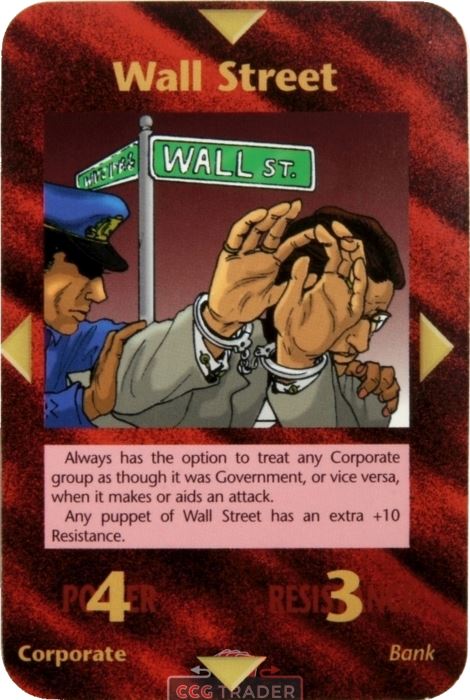 Wall Street
WALL ST.
Always has the option to treat any Corporate
group as though it was Government, or vice versa,
when it makes or aids an attack.
Any puppet of Wall Street has an extra +10
Resistance.
4 3
Corporate Bank
CCG
TRADER